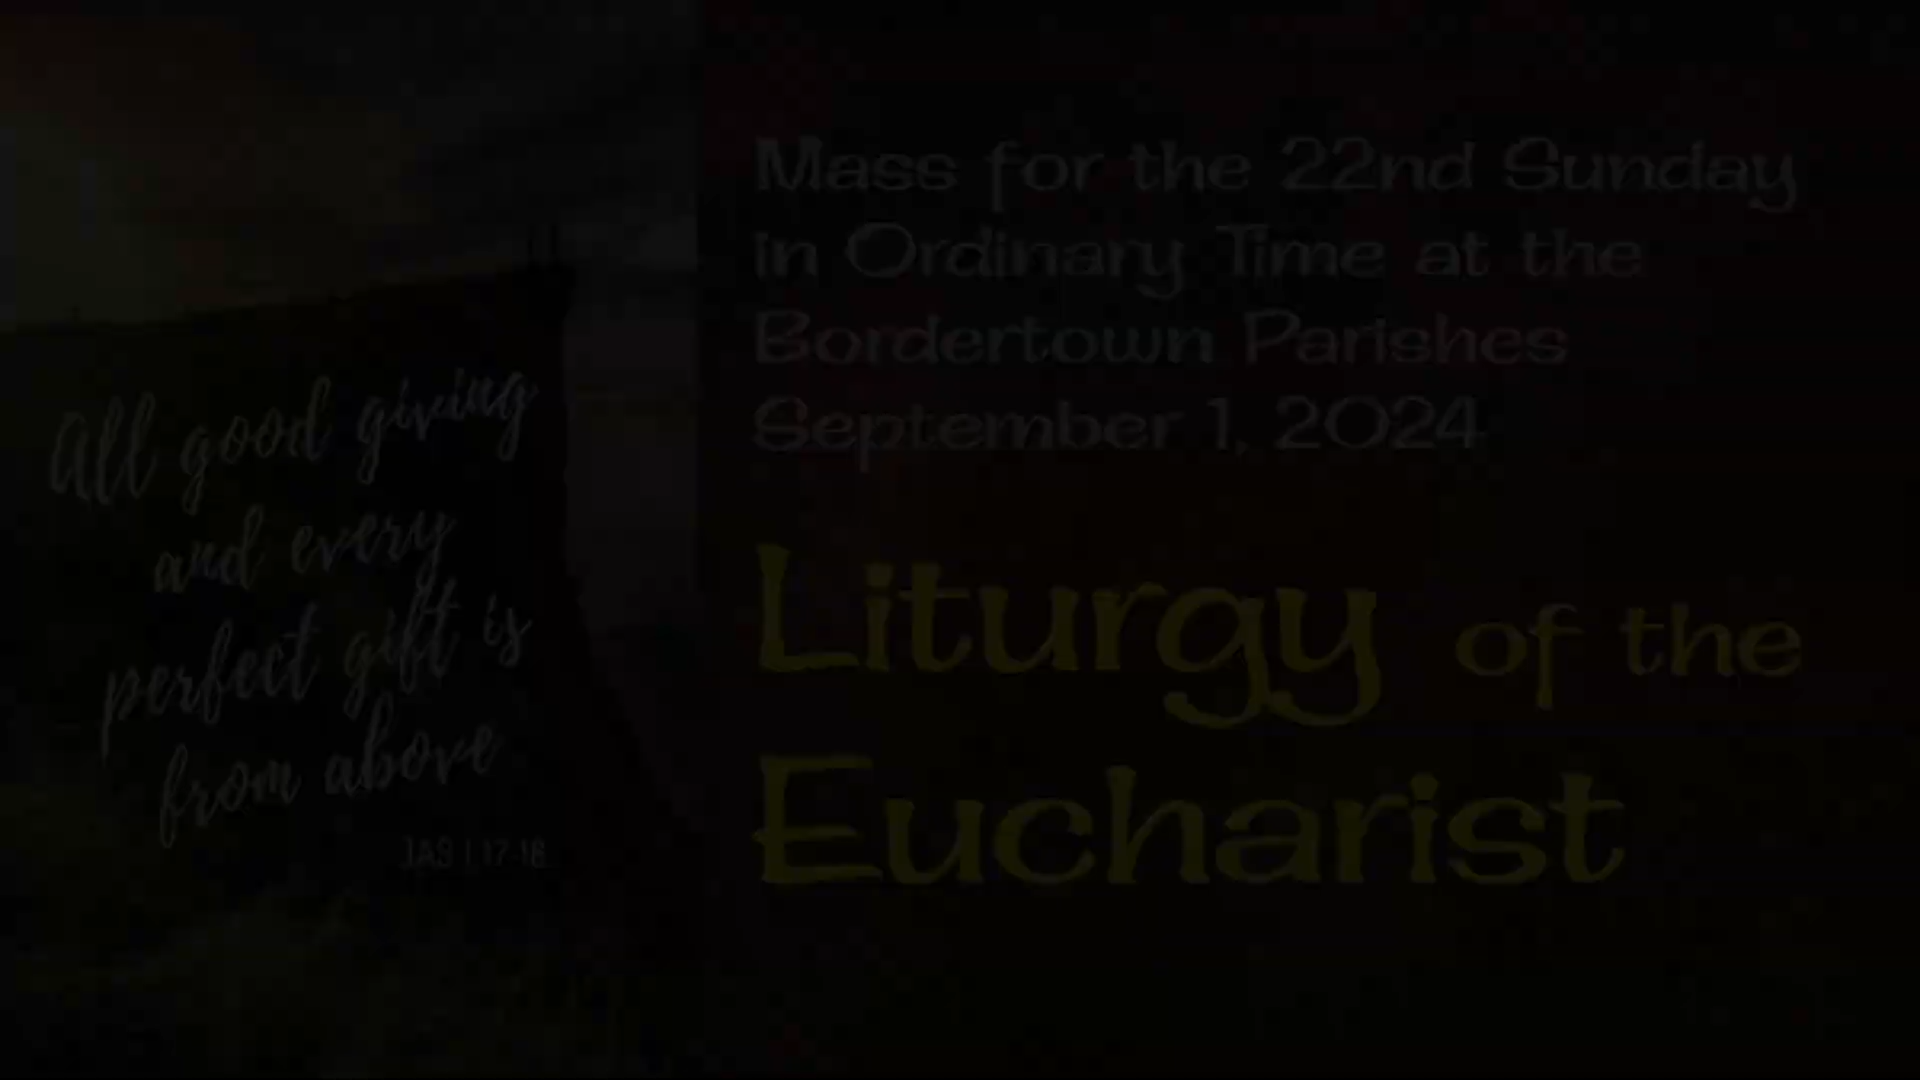 All good giving
and every
perfect gift is
from above
JAS 1,17-18
Mass for the 22nd Sunday
in Ordinary Time at the
Bordertown Parishes
September 1, 2024
Liturgy of the
Eucharist